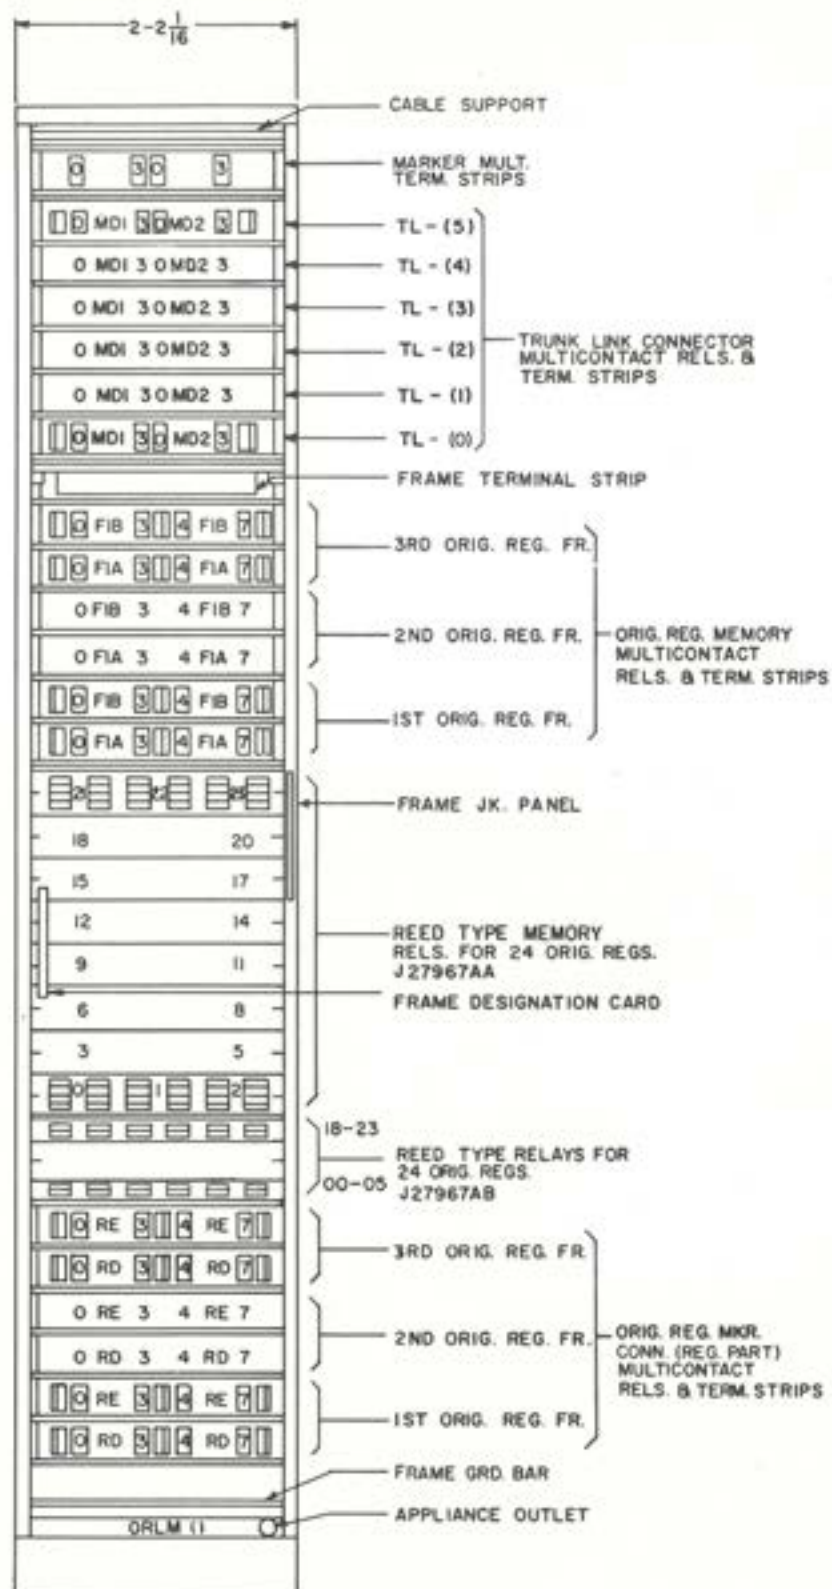 2-2 1/16
CABLE SUPPORT
0 3 0 3
MARKER MULT.
TERM. STRIPS
0 MD1 3 0 MD2 3
TL-(5)
0 MD1 3 0 MD2 3
TL-(4)
0 MD1 3 0 MD2 3
TL-(3)
0 MD1 3 0 MD2 3
TL-(2)
TRUNK LINK CONNECTOR
MULTICONTACT RELS. &
TERM. STRIPS
0 MD1 3 0 MD2 3
TL-(1)
0 MD1 3 0 MD2 3
TL-(0)
FRAME TERMINAL STRIP
0 F1B 3 4 F1B 7
3RD ORIG. REG. FR.
0 F1A 3 4 F1A 7
0 F1B 3 4 F1B 7
2ND ORIG. REG. FR.
ORIG. REG. MEMORY
MULTICONTACT
RELS. & TERM. STRIPS
0 F1A 3 4 F1A 7
0 F1B 3 4 F1B 7
1ST ORIG. REG. FR.
0 F1A 3 4 F1A 7
21 22 23
FRAME JK. PANEL
18 20
15 17
12 14
REED TYPE MEMORY
RELS. FOR 24 ORIG. REGS.
J27967AA
9 11
FRAME DESIGNATION CARD
6 8
3 5
0 1 2
18-23
REED TYPE RELAYS FOR
24 ORIG. REGS.
J27967AB
00-05
0 RE 3 4 RE 7
3RD ORIG. REG. FR.
0 RD 3 4 RD 7
0 RE 3 4 RE 7
2ND ORIG. REG. FR.
ORIG. REG. MKR.
CONN. (REG. PART)
MULTICONTACT
RELS. & TERM. STRIPS
0 RD 3 4 RD 7
0 RE 3 4 RE 7
1ST ORIG. REG. FR.
0 RD 3 4 RD 7
FRAME GRD. BAR
APPLIANCE OUTLET
ORLM 11